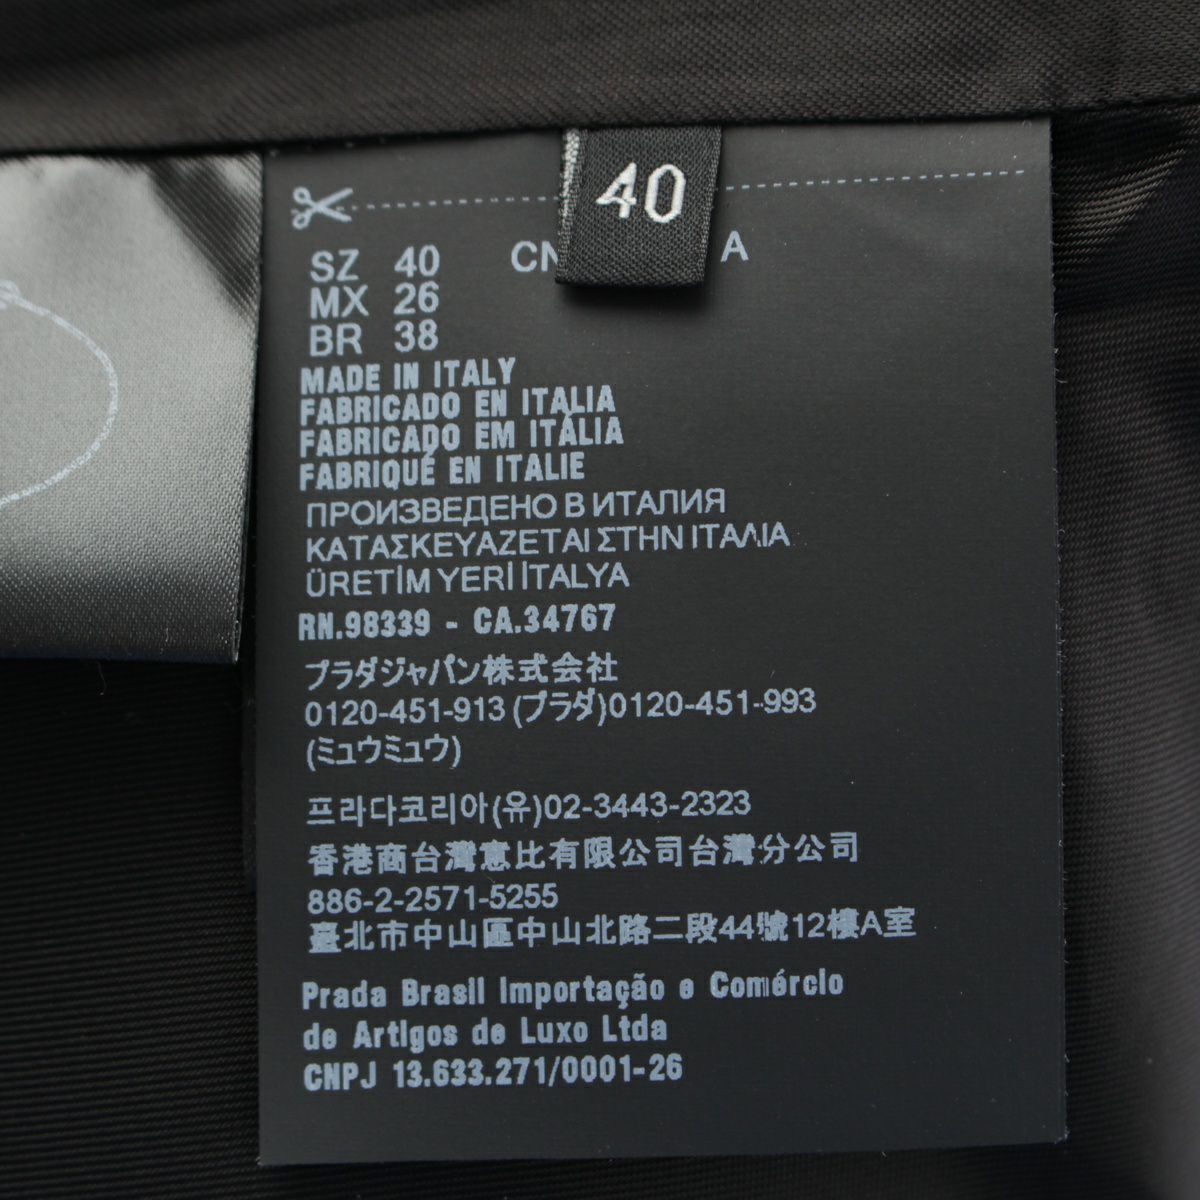 40
SZ 40 CN A
MX 26
BR 38
MADE IN ITALY
FABRICADO EN ITALIA
FABRICADO EM ITÁLIA
FABRIQUÉ EN ITALIE
ПРОИЗВЕДЕНО В ИТАЛИЯ
ΚΑΤΑΣΚΕΥΑΖΕΤΑΙ ΣΤΗΝ ΙΤΑΛΙΑ
ÜRETİM YERİ İTALYA
RN.98339 - CA.34767
プラダジャパン株式会社
0120-451-913 (プラダ)0120-451-993
(ミュウミュウ)
프라다코리아(유)02-3443-2323
香港商台灣惠比有限公司台灣分公司
886-2-2571-5255
臺北市中山區中山北路二段44號12樓A室
Prada Brasil Importação e Comércio
de Artigos de Luxo Ltda
CNPJ 13.633.271/0001-26